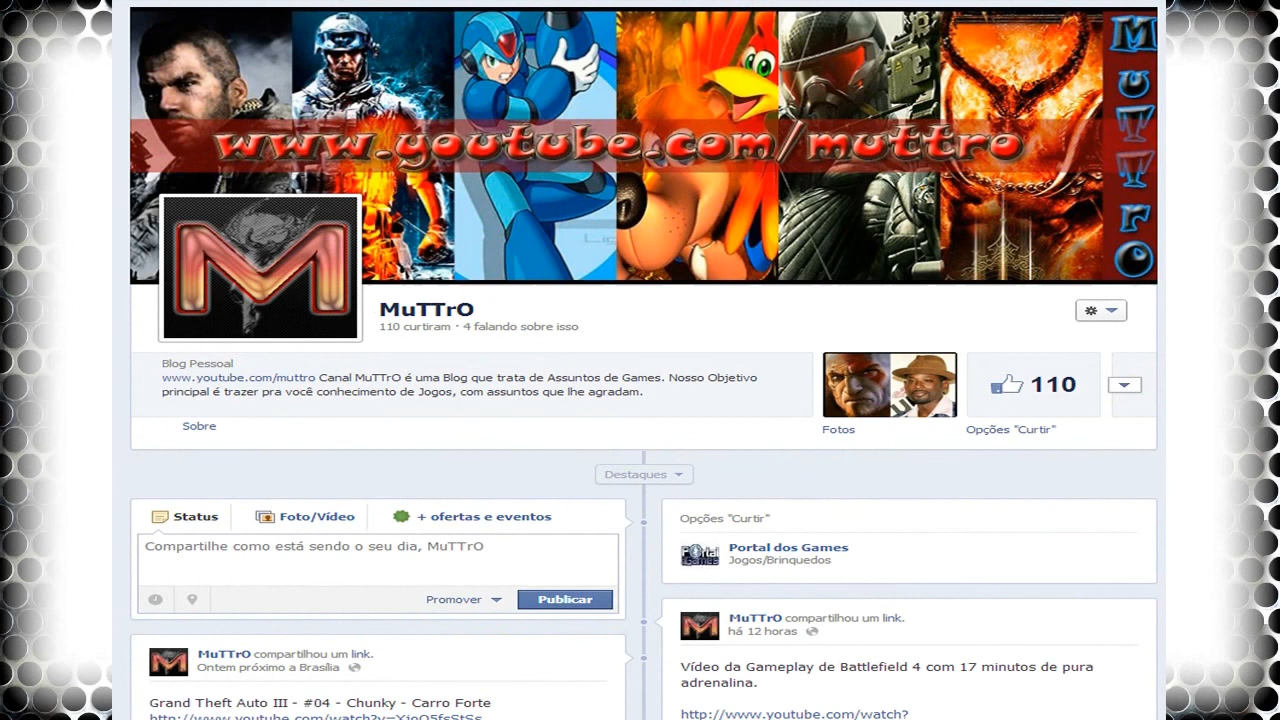 www.youtube.com/muttro
MuTTro
M
MuTTrO
110 curtiram · 4 falando sobre isso
Blog Pessoal
www.youtube.com/muttro Canal MuTTrO é uma Blog que trata de Assuntos de Games. Nosso Objetivo
principal é trazer pra você conhecimento de Jogos, com assuntos que lhe agradam.
Sobre
Fotos
110
Opções "Curtir"
Destaques
Status
Foto/Vídeo
+ ofertas e eventos
Compartilhe como está sendo o seu dia, MuTTrO
Promover
Publicar
MuTTrO compartilhou um link.
Ontem próximo a Brasília
Grand Theft Auto III - #04 - Chunky - Carro Forte
Opções "Curtir"
Portal dos Games
Jogos/Brinquedos
MuTTrO compartilhou um link.
há 12 horas
Vídeo da Gameplay de Battlefield 4 com 17 minutos de pura
adrenalina.
http://www.youtube.com/watch?